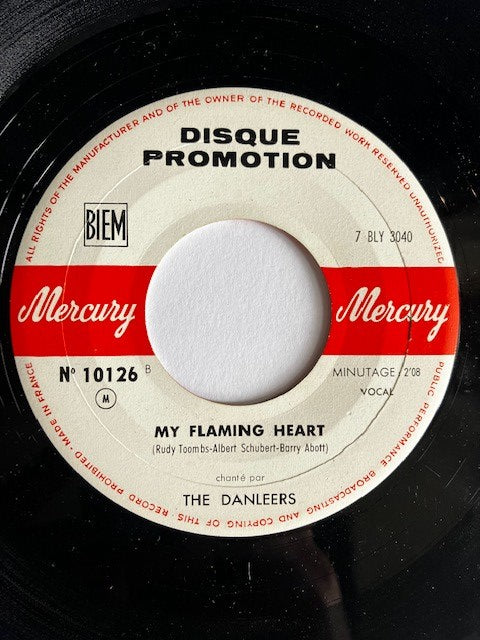 ALL RIGHTS OF THE MANUFACTURER AND OF THE OWNER OF THE RECORDED WORK RESERVED UNAUTHORIZED
PUBLIC PERFORMANCE BROADCASTING AND COPYING OF THIS RECORD PROHIBITED - MADE IN FRANCE
DISQUE
PROMOTION
BIEM
7 BLY 3040
Mercury Mercury
Nº 10126 B
MINUTAGE : 2'08
M
VOCAL
MY FLAMING HEART
(Rudy Toombs-Albert Schubert-Barry Abott)
chanté par
THE DANLEERS